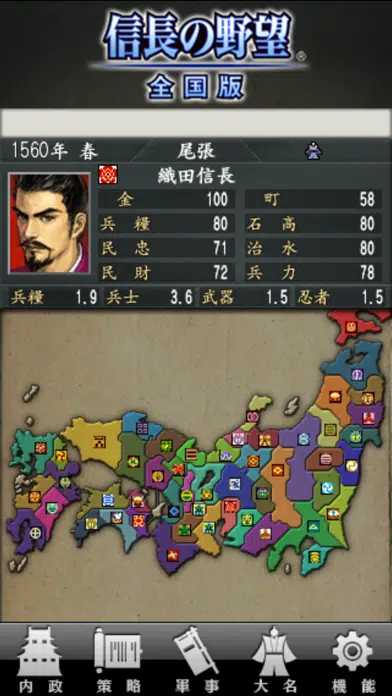 信長の野望®
全国版
1560年 春 尾張
織田信長
金 100 町 58
兵糧 80 石高 80
民忠 71 治水 80
民財 72 兵力 78
兵糧 1.9 兵士 3.6 武器 1.5 忍者 1.5
内政 策略 軍事 大名 機能